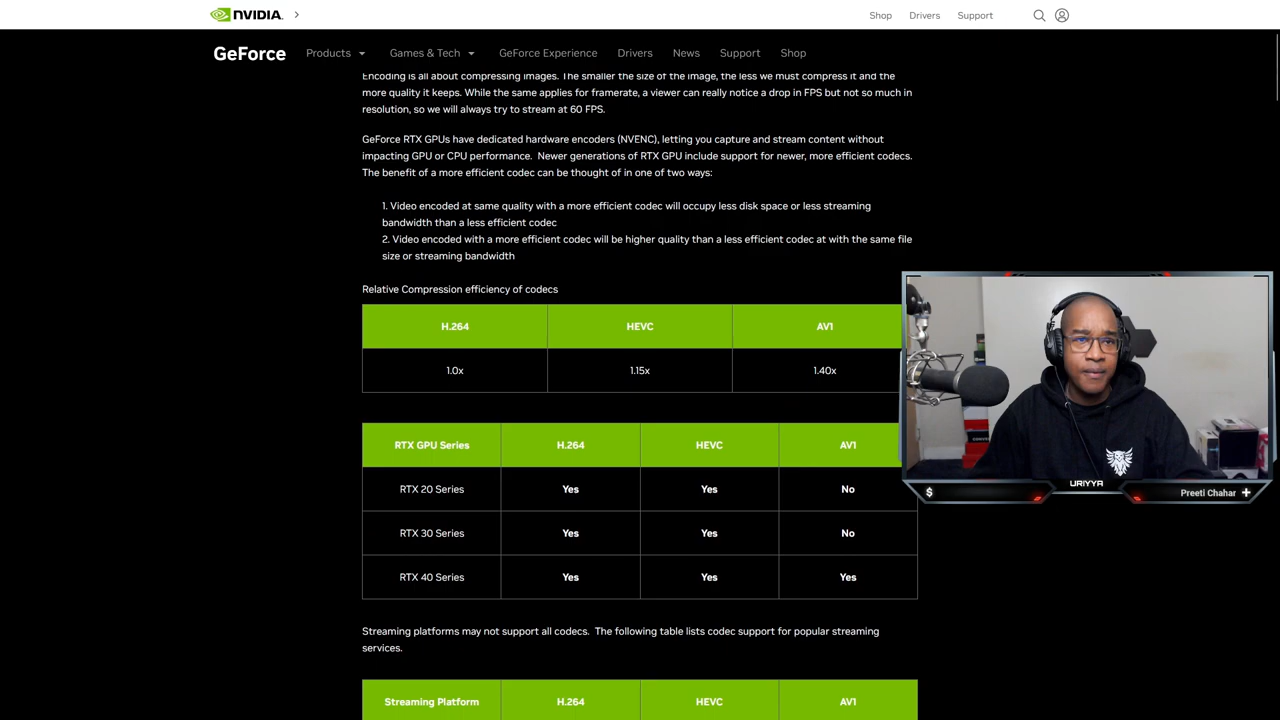 NVIDIA.
Shop
Drivers
Support
GeForce
Products
Games & Tech
GeForce Experience
Drivers
News
Support
Shop
Encoding is all about compressing images. The smaller the size of the image, the less we must compress it and the
more quality it keeps. While the same applies for framerate, a viewer can really notice a drop in FPS but not so much in
resolution, so we will always try to stream at 60 FPS.
GeForce RTX GPUs have dedicated hardware encoders (NVENC), letting you capture and stream content without
impacting GPU or CPU performance.  Newer generations of RTX GPU include support for newer, more efficient codecs.
The benefit of a more efficient codec can be thought of in one of two ways:
1. Video encoded at same quality with a more efficient codec will occupy less disk space or less streaming
bandwidth than a less efficient codec
2. Video encoded with a more efficient codec will be higher quality than a less efficient codec at with the same file
size or streaming bandwidth
Relative Compression efficiency of codecs
H.264 HEVC AV1
1.0x 1.15x 1.40x
RTX GPU Series H.264 HEVC AV1
RTX 20 Series Yes Yes No
RTX 30 Series Yes Yes No
RTX 40 Series Yes Yes Yes
URIYYA
$
Preeti Chahar +
Streaming platforms may not support all codecs.  The following table lists codec support for popular streaming
services.
Streaming Platform H.264 HEVC AV1